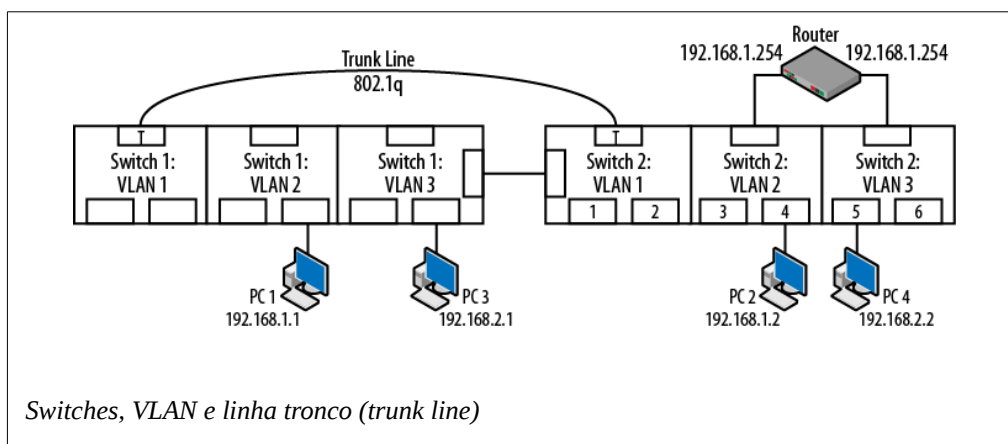 Router
192.168.1.254 192.168.1.254
Trunk Line
802.1q
T
T
Switch 1:
VLAN 1
Switch 1:
VLAN 2
Switch 1:
VLAN 3
Switch 2:
VLAN 1
Switch 2:
VLAN 2
Switch 2:
VLAN 3
1 2 3 4 5 6
PC 1
192.168.1.1
PC 3
192.168.2.1
PC 2
192.168.1.2
PC 4
192.168.2.2
Switches, VLAN e linha tronco (trunk line)